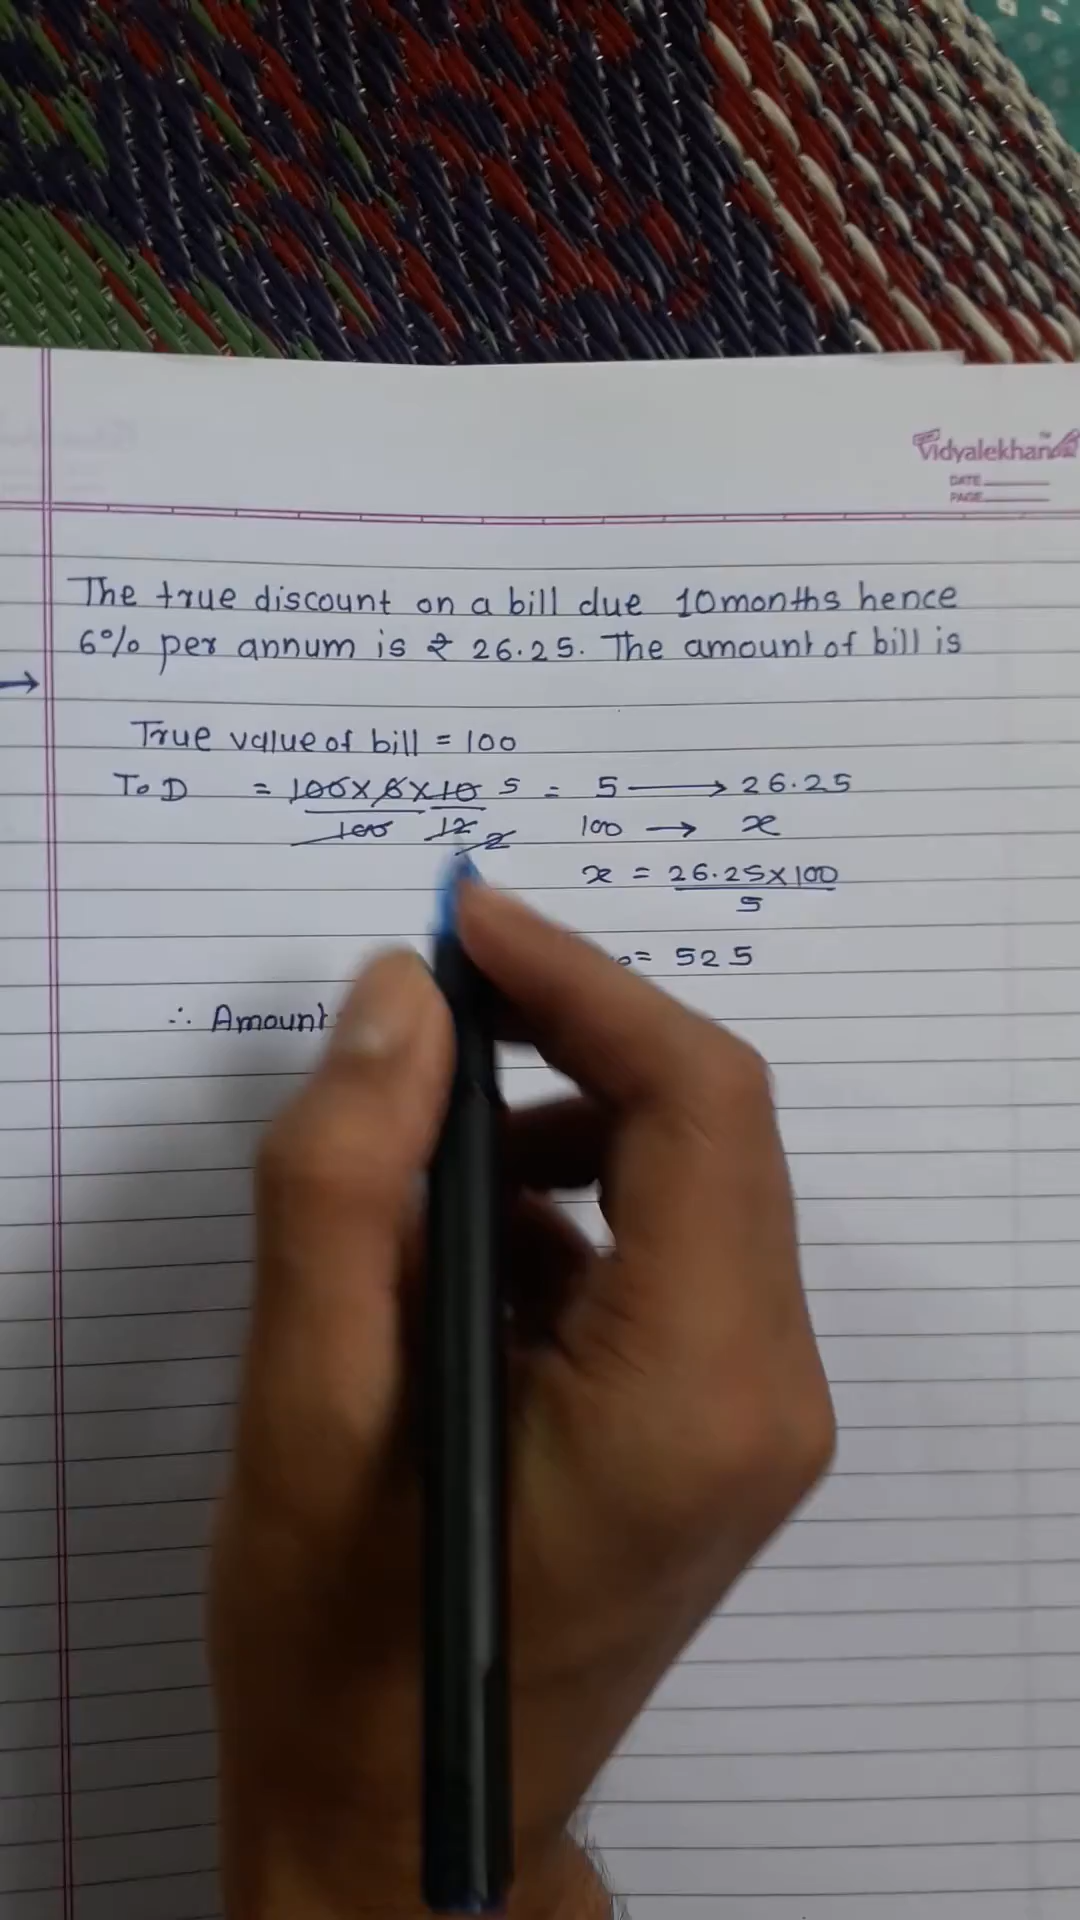 Vidyalekhan
DATE
PAGE
The true discount on a bill due 10 months hence
6% per annum is ₹ 26.25. The amount of bill is
→
True value of bill = 100
T.D = 100 × 6 × 10 5 = 5 → 26.25
100 12 2 100 → x
x = 26.25×100
5
= 525
∴ Amount